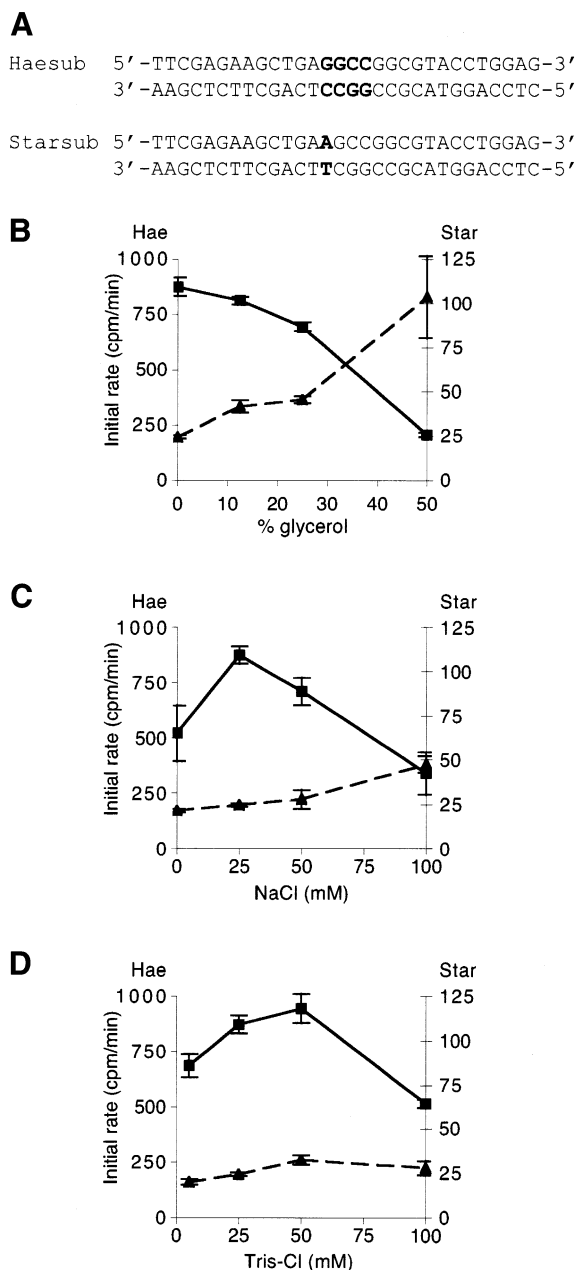 A
Haesub 5'-TTCGAGAAGCTGAGGCCGGCGTACCTGGAG-3'
3'-AAGCTCTTCGACTCCGGCCGCATGGACCTC-5'
Starsub 5'-TTCGAGAAGCTGAAGCCGGCGTACCTGGAG-3'
3'-AAGCTCTTCGACTTCGGCCGCATGGACCTC-5'
B
Hae Star
Initial rate (cpm/min)
1000 125
100
750
75
500
50
250
25
0 0
0 10 20 30 40 50
% glycerol
C
Hae Star
Initial rate (cpm/min)
1000 125
100
750
75
500
50
250
25
0 0
0 25 50 75 100
NaCl (mM)
D
Hae Star
Initial rate (cpm/min)
1000 125
100
750
75
500
50
250
25
0 0
0 25 50 75 100
Tris-Cl (mM)